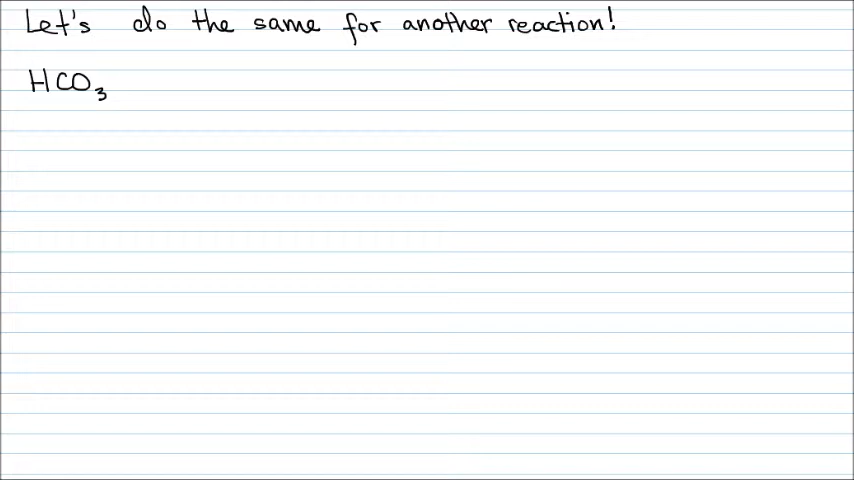 Let's do the same for another reaction!
HCO₃